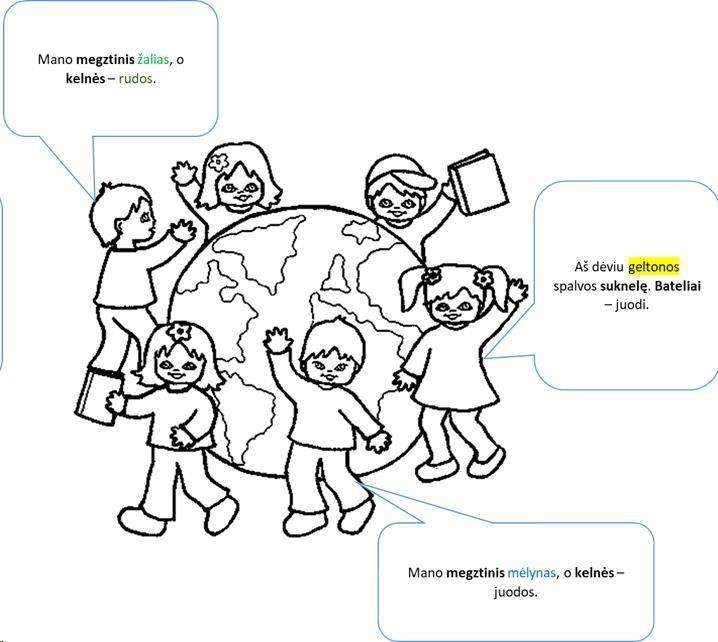 Mano megztinis žalias, o
kelnės – rudos.
Aš dėviu geltonos
spalvos suknelę. Bateliai
– juodi.
Mano megztinis mėlynas, o kelnės –
juodos.